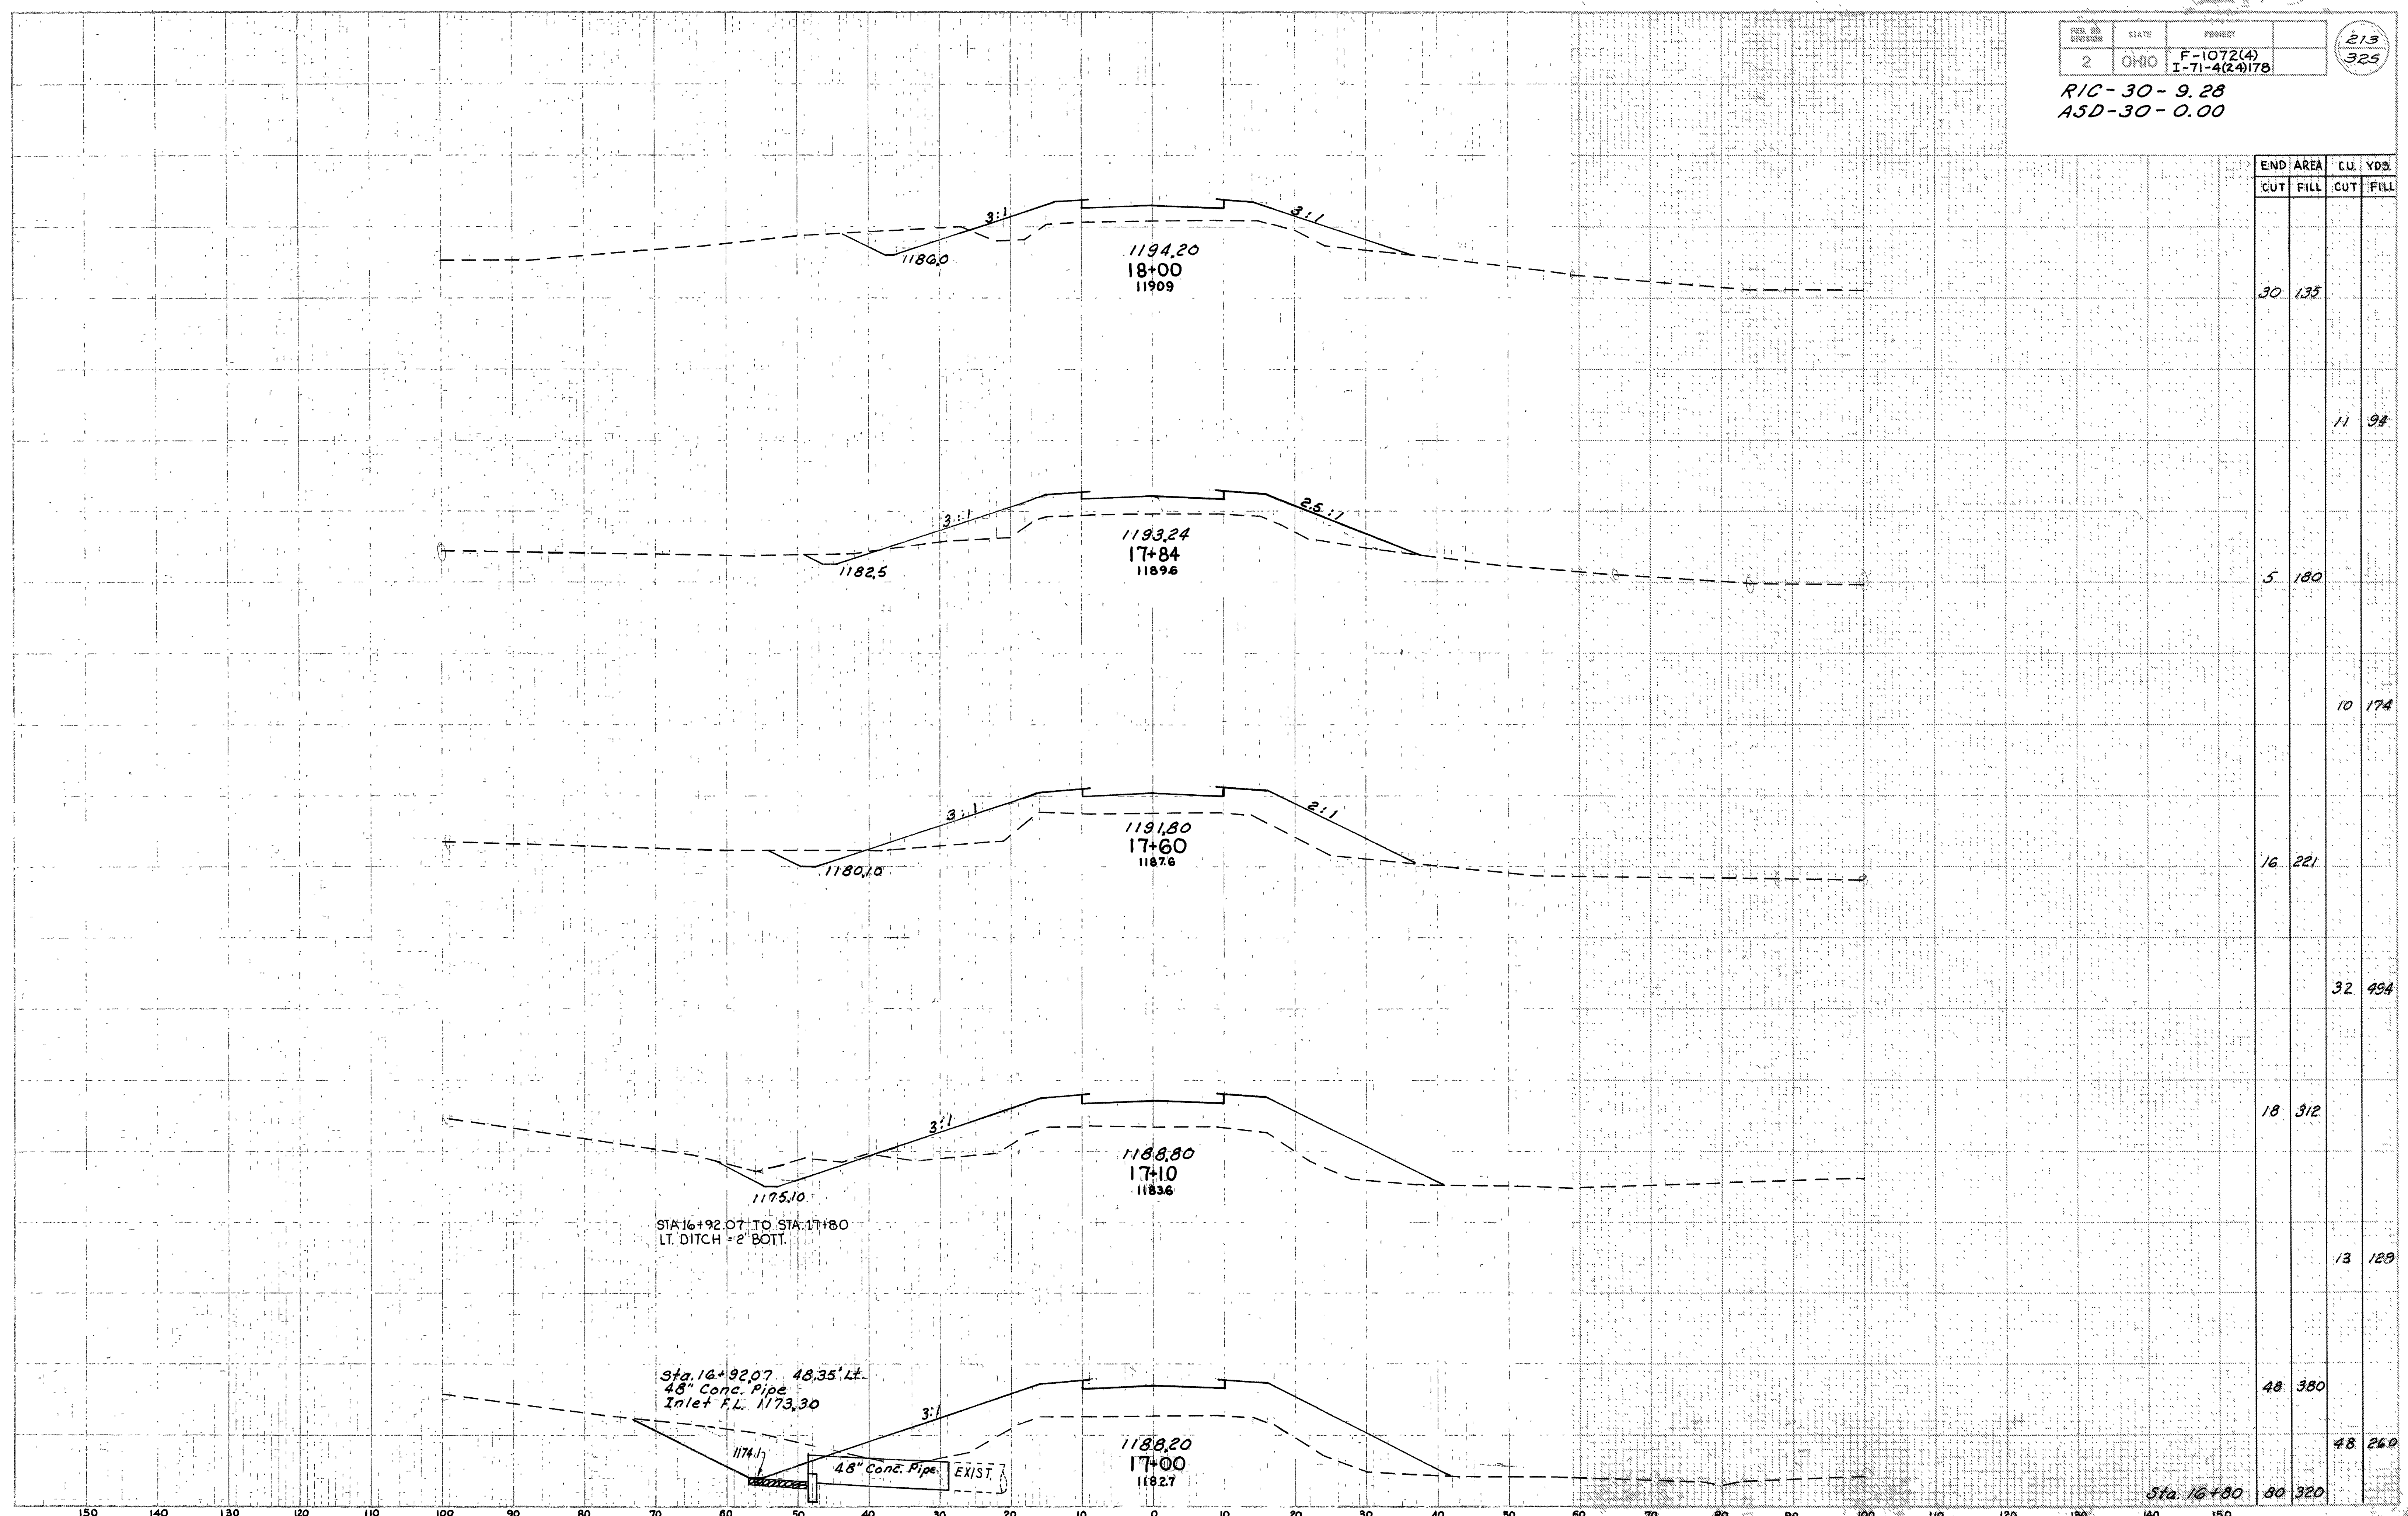 FED. RD. DIVISION STATE PROJECT
2 OHIO F-1072(4)
I-71-4(24)178
213
325
RIC-30-9.28
ASD-30-0.00
END AREA CU. YDS.
CUT FILL CUT FILL
3:1 3:1
1186.0
1194.20
18+00
1190.9
30 135
11 94
3:1 2.5:1
1182.5
1193.24
17+84
1189.6
5 180
10 174
3:1 2:1
1180.10
1191.80
17+60
1187.6
16 221
32 494
3:1
1175.10
1188.80
17+10
1183.6
18 312
STA.16+92.07 TO STA.17+80
LT. DITCH = 2' BOTT.
13 129
Sta. 16+92.07 48.35' Lt.
48" Conc. Pipe
Inlet F.L. 1173.30
3:1
48 380
1174.1
48" Conc. Pipe EXIST.
1188.20
17+00
1182.7
48 260
Sta. 16+80 80 320
150 140 130 120 110 100 90 80 70 60 50 40 30 20 10 0 10 20 30 40 50 60 70 80 90 100 110 120 130 140 150